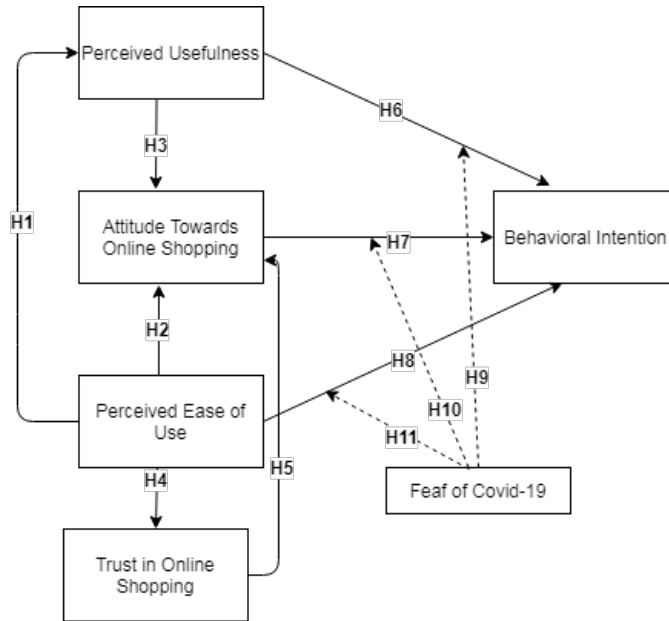 Perceived Usefulness
H6
H3
H1
Attitude Towards
Online Shopping
H7
Behavioral Intention
H2
H8
H9
Perceived Ease of
Use
H10
H11
H5
H4
Feaf of Covid-19
Trust in Online
Shopping